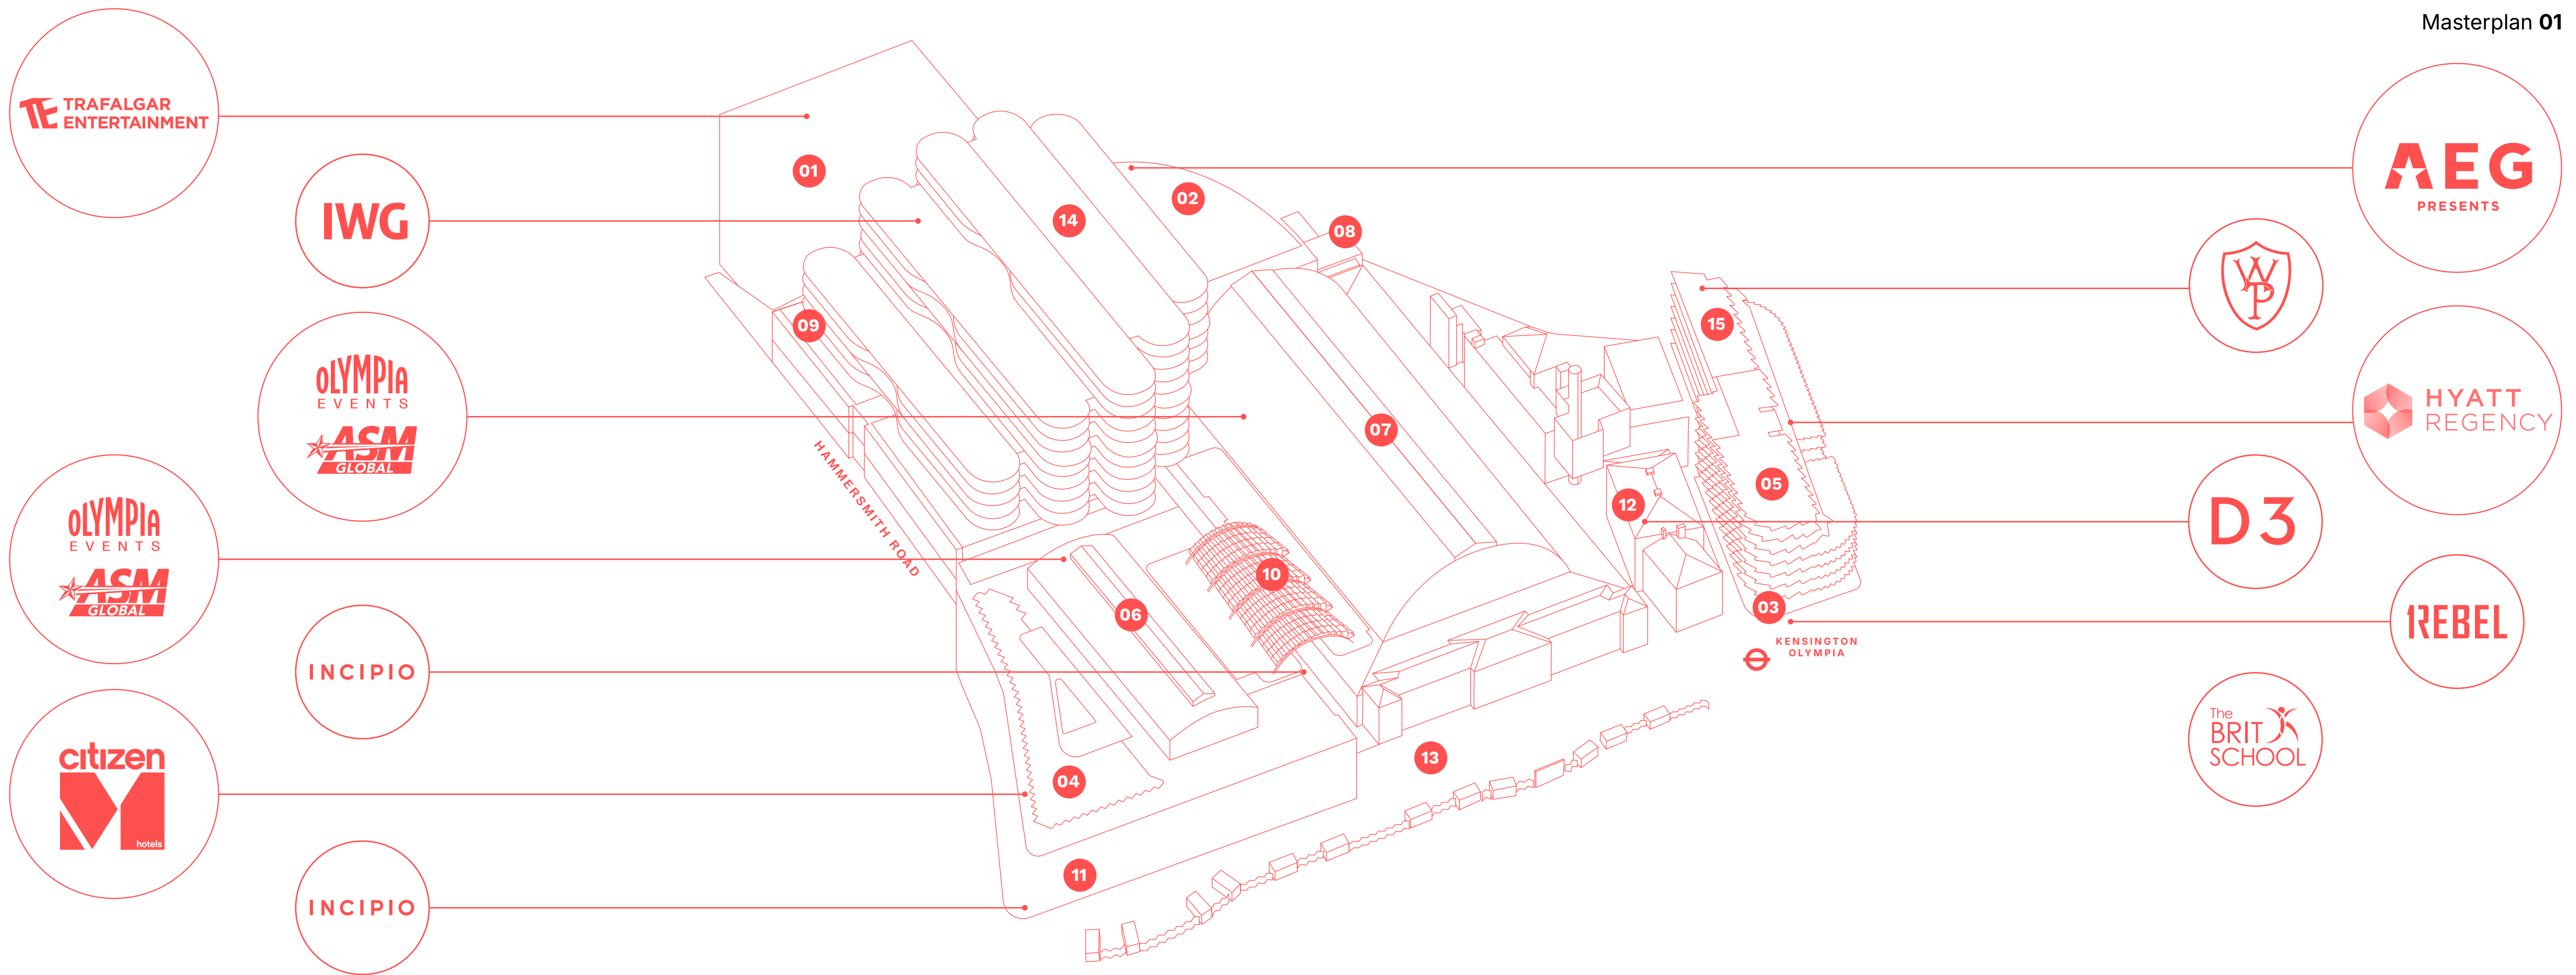 Masterplan 01
TRAFALGAR
ENTERTAINMENT
IWG
OLYMPIA
EVENTS
ASM
GLOBAL
OLYMPIA
EVENTS
ASM
GLOBAL
INCIPIO
citizen
M
hotels
INCIPIO
01
14
02
08
09
07
15
05
12
10
06
03
04
13
11
HAMMERSMITH ROAD
KENSINGTON
OLYMPIA
AEG
PRESENTS
WP
HYATT
REGENCY
D3
1REBEL
The
BRIT
SCHOOL